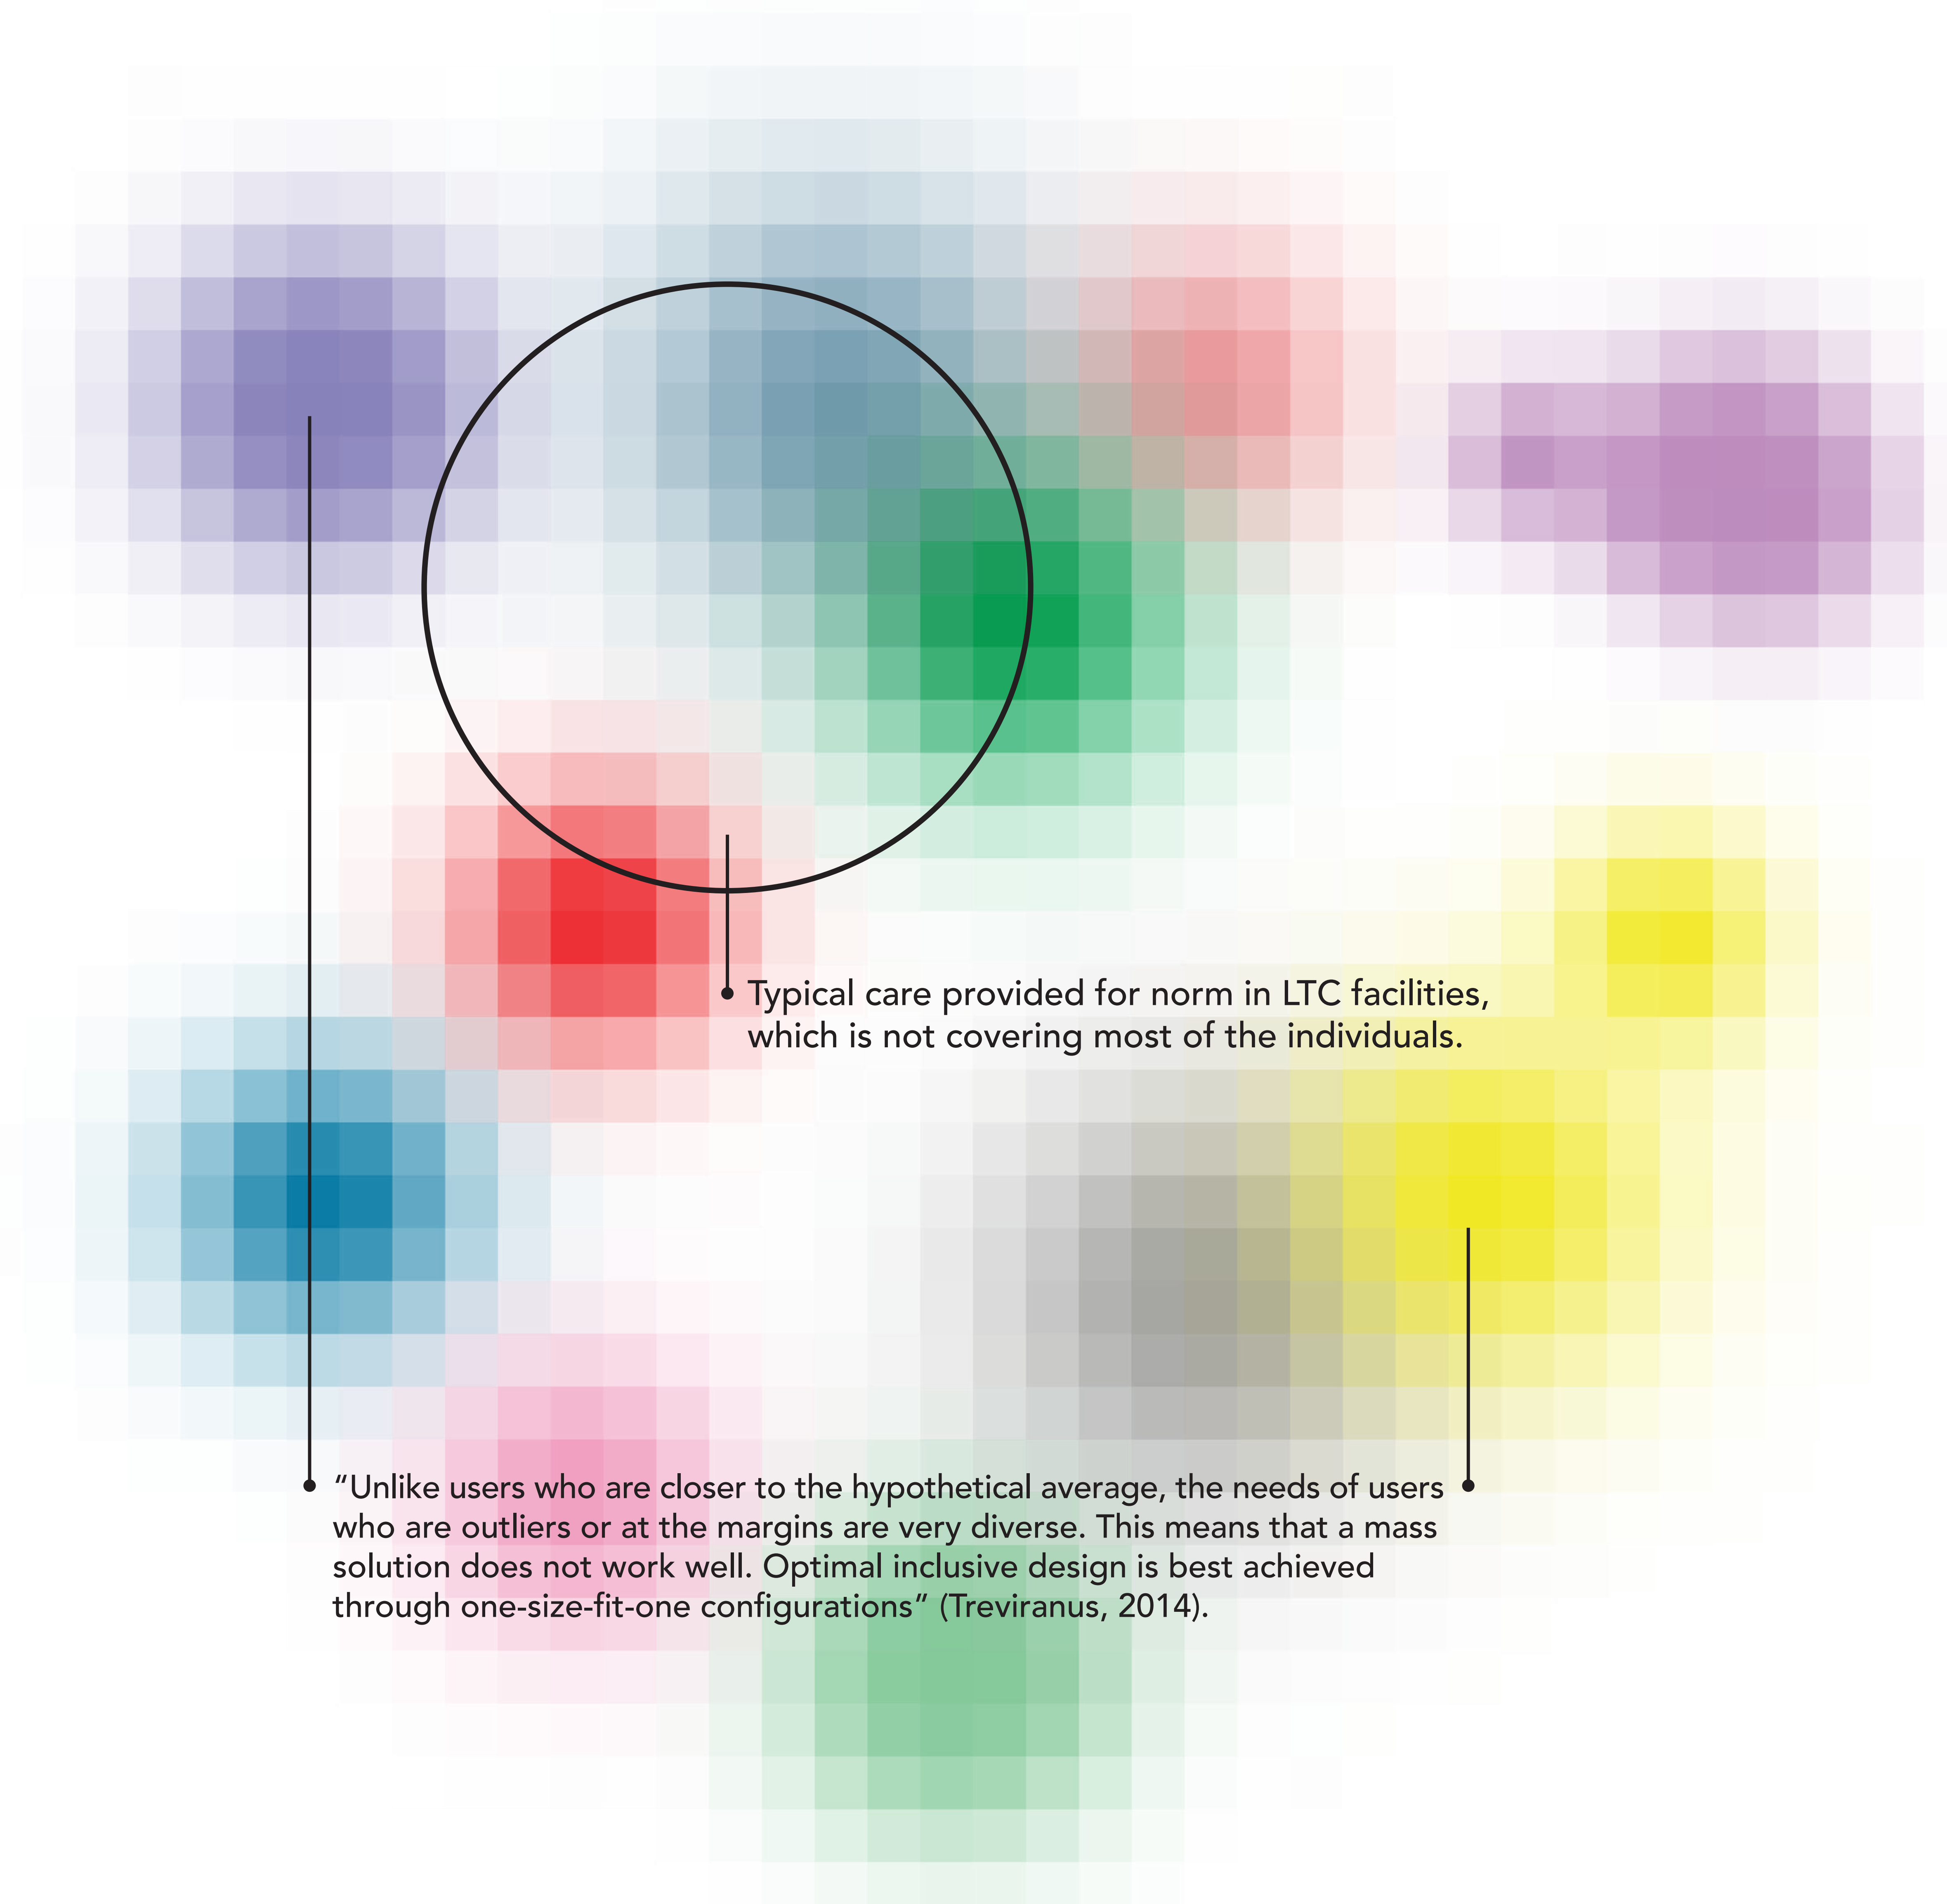 Typical care provided for norm in LTC facilities,
which is not covering most of the individuals.
“Unlike users who are closer to the hypothetical average, the needs of users
who are outliers or at the margins are very diverse. This means that a mass
solution does not work well. Optimal inclusive design is best achieved
through one-size-fit-one configurations” (Treviranus, 2014).